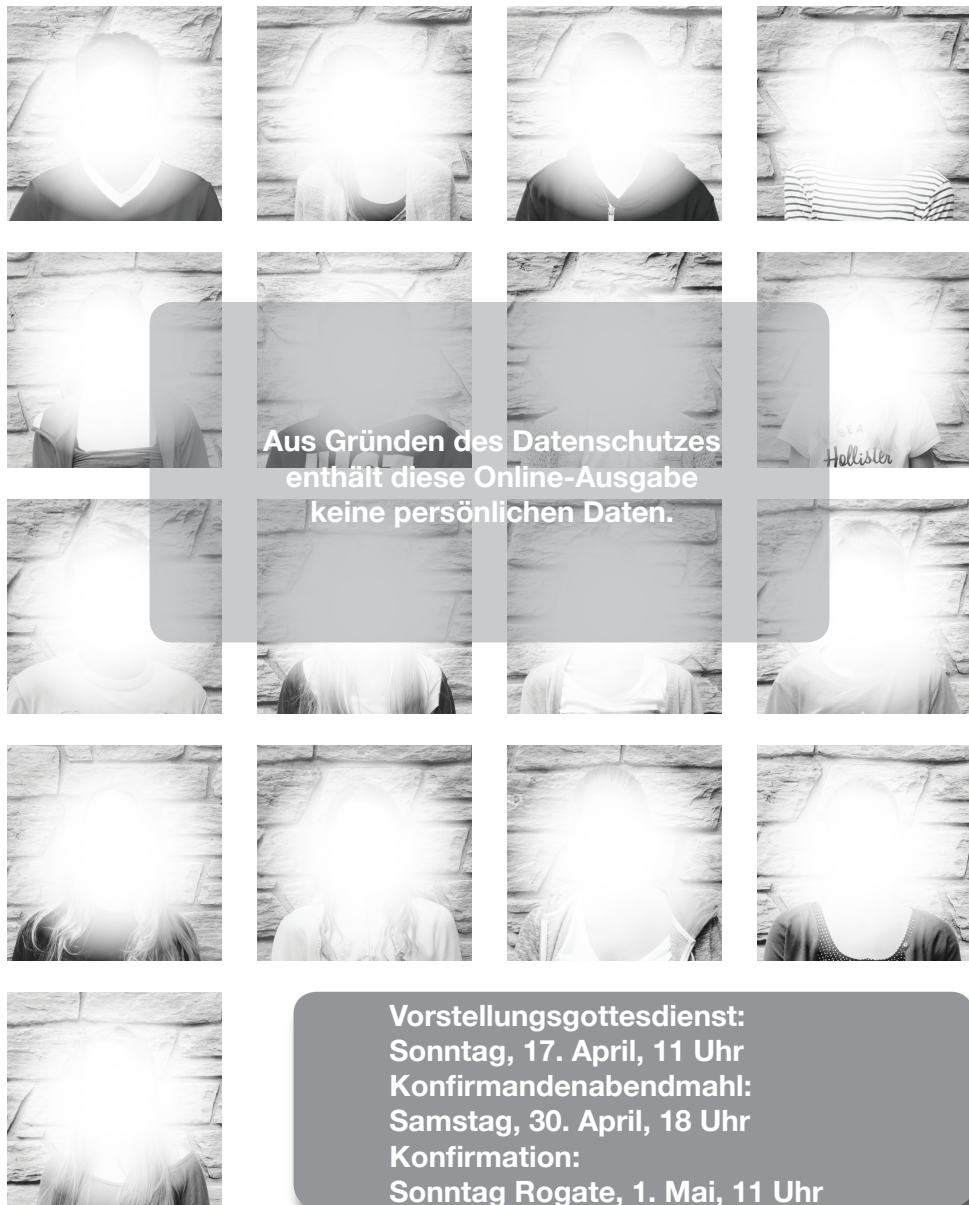 SEA
Hollister
Aus Gründen des Datenschutzes
enthält diese Online-Ausgabe
keine persönlichen Daten.
Vorstellungsgottesdienst:
Sonntag, 17. April, 11 Uhr
Konfirmandenabendmahl:
Samstag, 30. April, 18 Uhr
Konfirmation:
Sonntag Rogate, 1. Mai, 11 Uhr